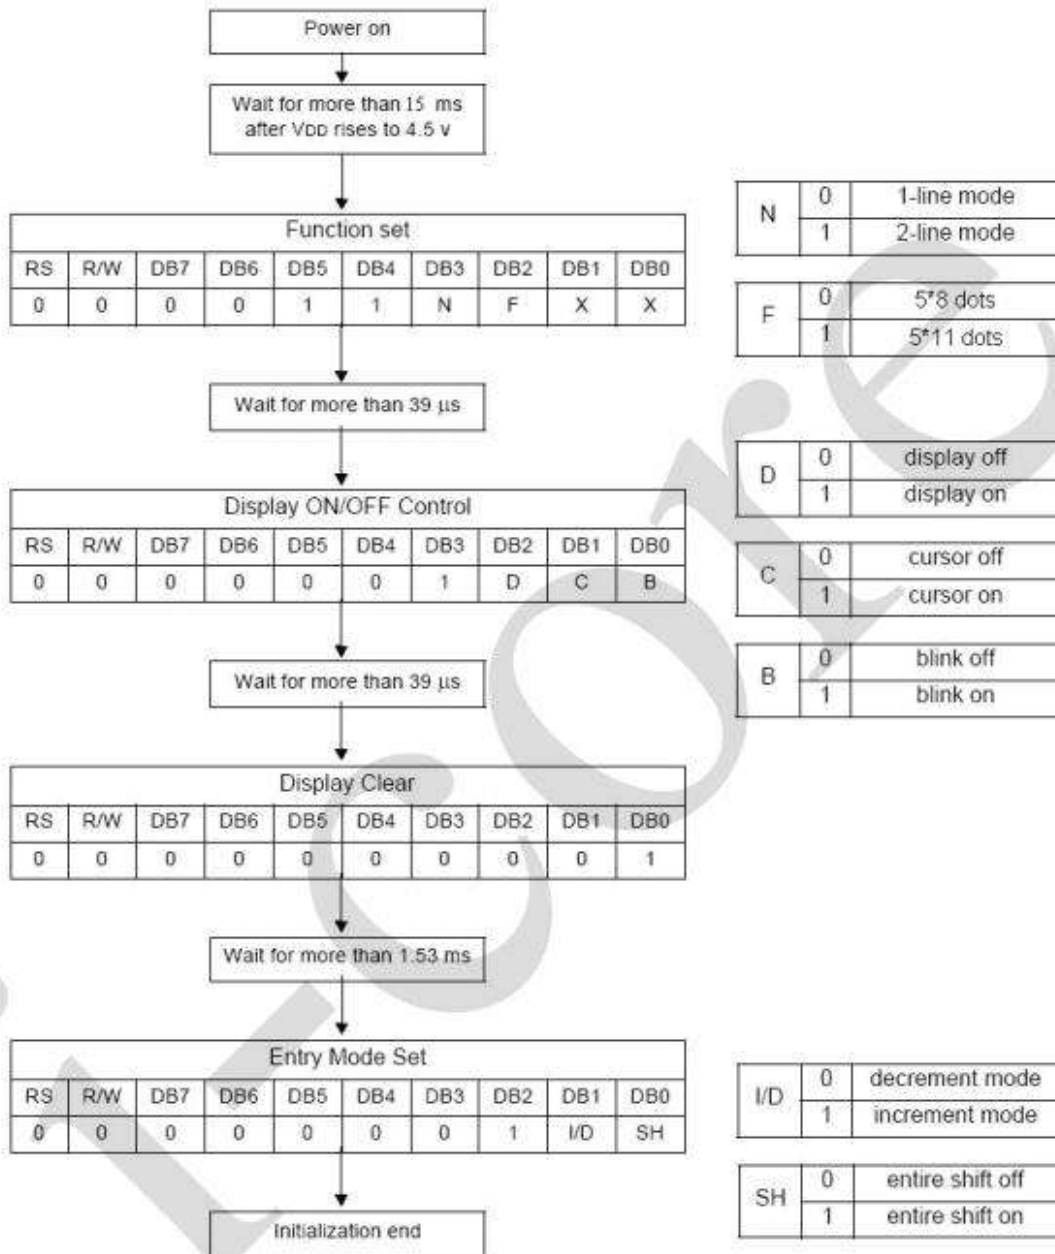 Power on
Wait for more than 15 ms
after VDD rises to 4.5 v
Function set
RS R/W DB7 DB6 DB5 DB4 DB3 DB2 DB1 DB0
0 0 0 0 1 1 N F X X
N 0 1-line mode
1 2-line mode
F 0 5*8 dots
1 5*11 dots
Wait for more than 39 μs
Display ON/OFF Control
RS R/W DB7 DB6 DB5 DB4 DB3 DB2 DB1 DB0
0 0 0 0 0 0 1 D C B
D 0 display off
1 display on
C 0 cursor off
1 cursor on
B 0 blink off
1 blink on
Wait for more than 39 μs
Display Clear
RS R/W DB7 DB6 DB5 DB4 DB3 DB2 DB1 DB0
0 0 0 0 0 0 0 0 0 1
Wait for more than 1.53 ms
Entry Mode Set
RS R/W DB7 DB6 DB5 DB4 DB3 DB2 DB1 DB0
0 0 0 0 0 0 0 1 I/D SH
I/D 0 decrement mode
1 increment mode
SH 0 entire shift off
1 entire shift on
Initialization end
i-core